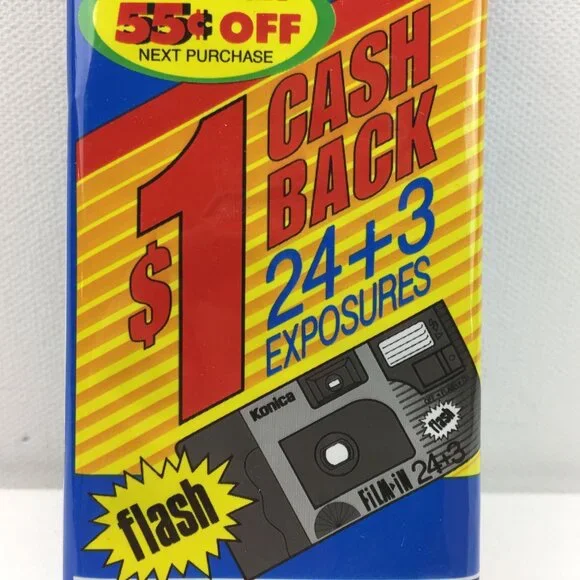 55¢ OFF
NEXT PURCHASE
$1 CASH
BACK
24+3
EXPOSURES
Konica
flash
FiLM-iN 24+3
flash